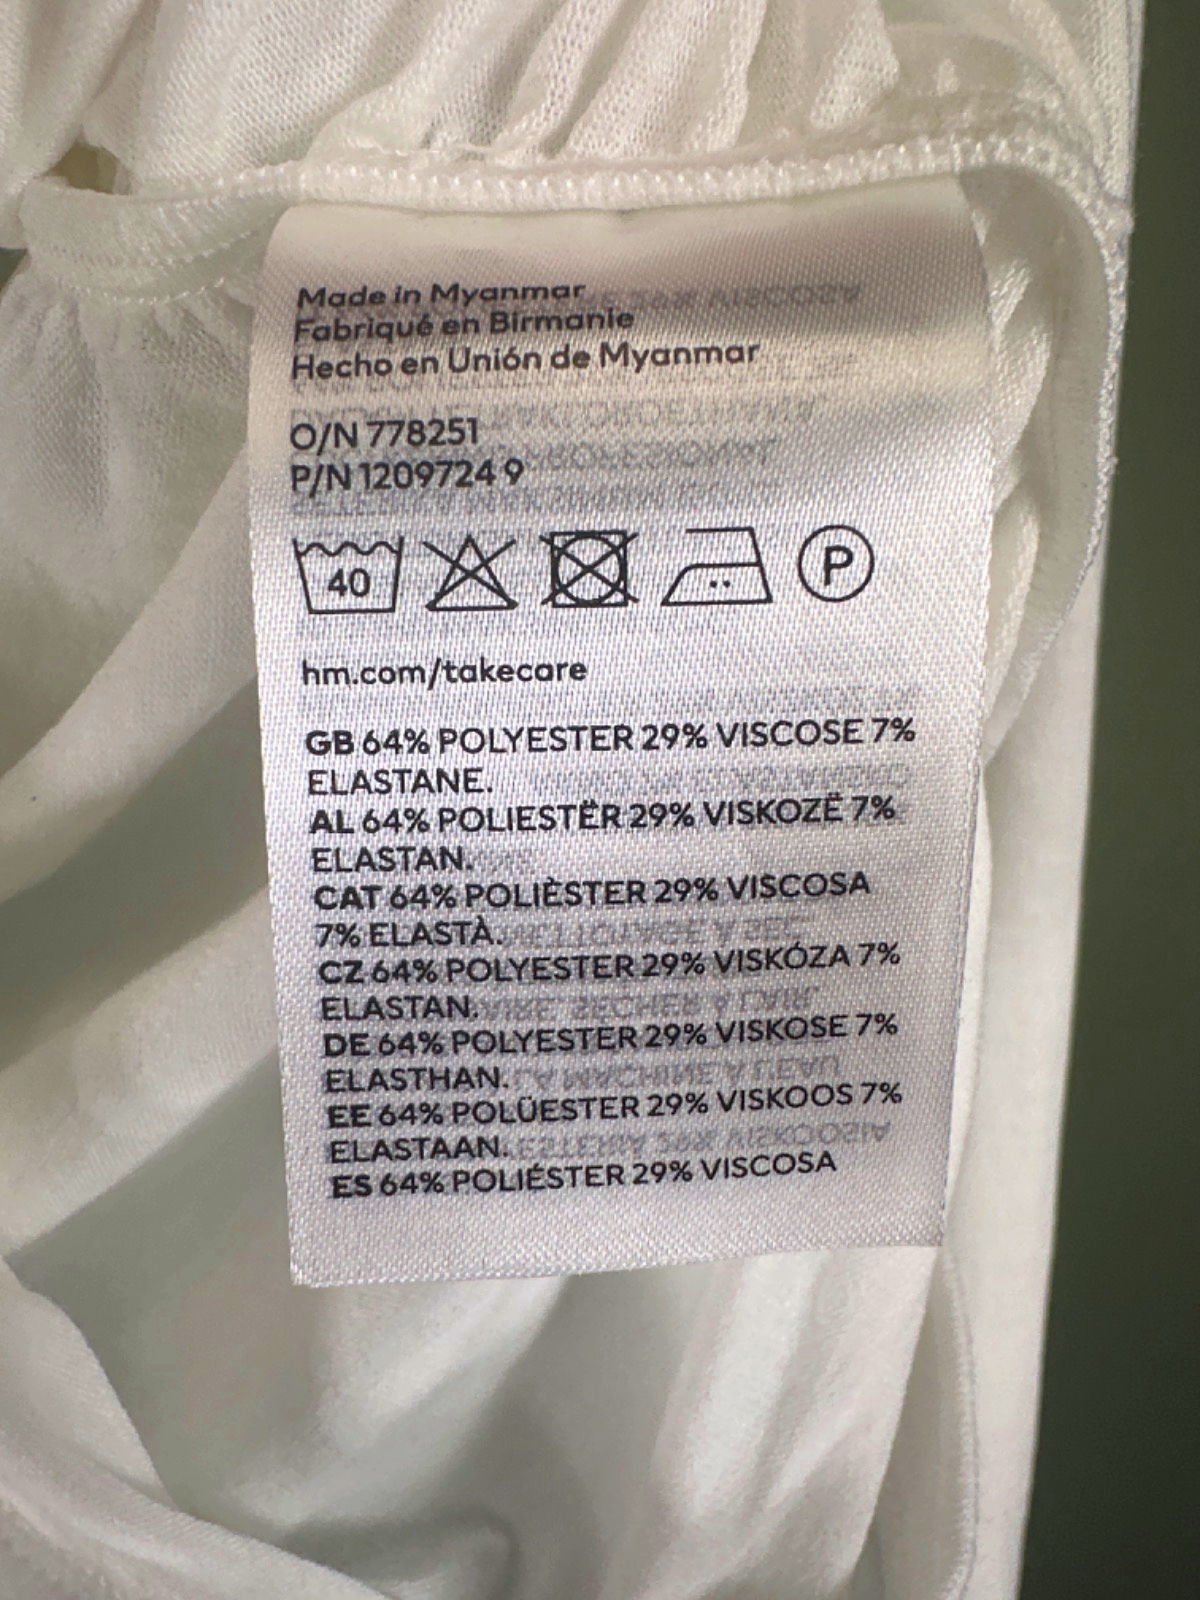 Made in Myanmar
Fabriqué en Birmanie
Hecho en Unión de Myanmar
O/N 778251
P/N 1209724 9
40 P
hm.com/takecare
GB 64% POLYESTER 29% VISCOSE 7%
ELASTANE.
AL 64% POLIESTËR 29% VISKOZË 7%
ELASTAN.
CAT 64% POLIÈSTER 29% VISCOSA
7% ELASTÀ.
CZ 64% POLYESTER 29% VISKÓZA 7%
ELASTAN.
DE 64% POLYESTER 29% VISKOSE 7%
ELASTHAN.
EE 64% POLÜESTER 29% VISKOOS 7%
ELASTAAN.
ES 64% POLIÉSTER 29% VISCOSA